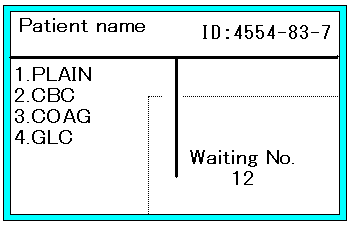 Patient name ID:4554-83-7
1.PLAIN
2.CBC
3.COAG
4.GLC
Waiting No.
12